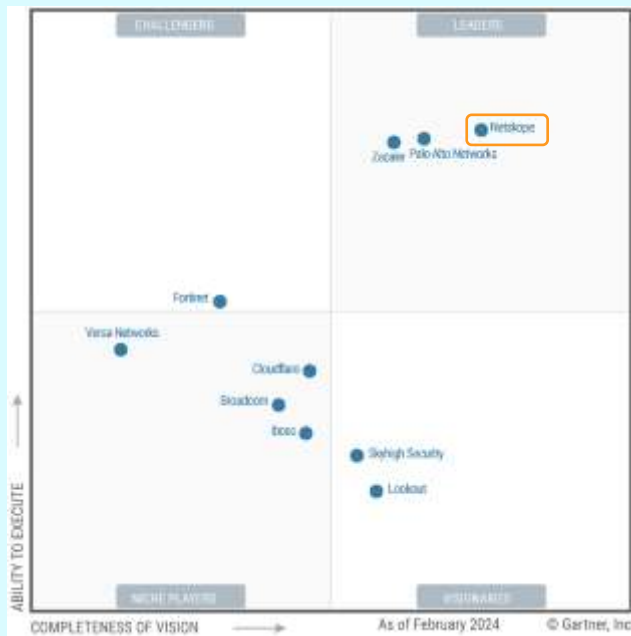 CHALLENGERS
LEADERS
Netskope
Zscaler
Palo Alto Networks
Fortinet
Versa Networks
Cloudflare
Broadcom
iboss
Skyhigh Security
Lookout
NICHE PLAYERS
VISIONARIES
ABILITY TO EXECUTE
COMPLETENESS OF VISION
As of February 2024
© Gartner, Inc